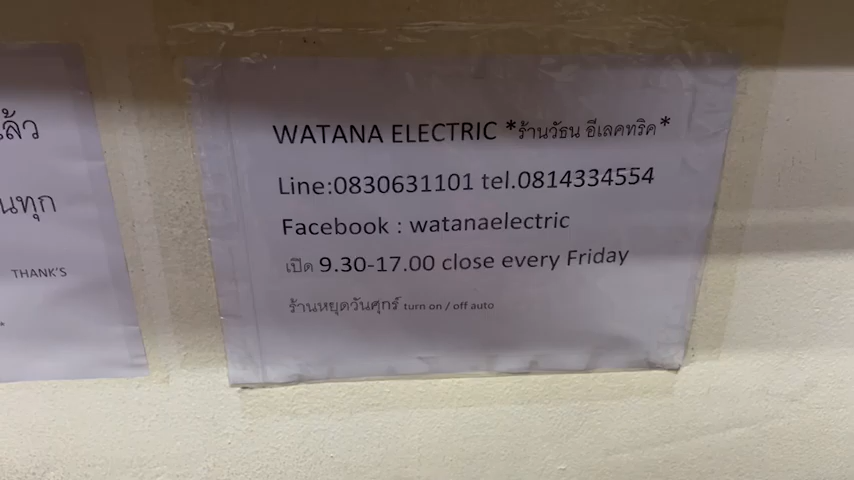 ล้ว
นทุก
THANK'S
WATANA ELECTRIC *ร้านวัธน อีเลคทริค*
Line:0830631101 tel.0814334554
Facebook : watanaelectric
เปิด 9.30-17.00 close every Friday
ร้านหยุดวันศุกร์ turn on / off auto